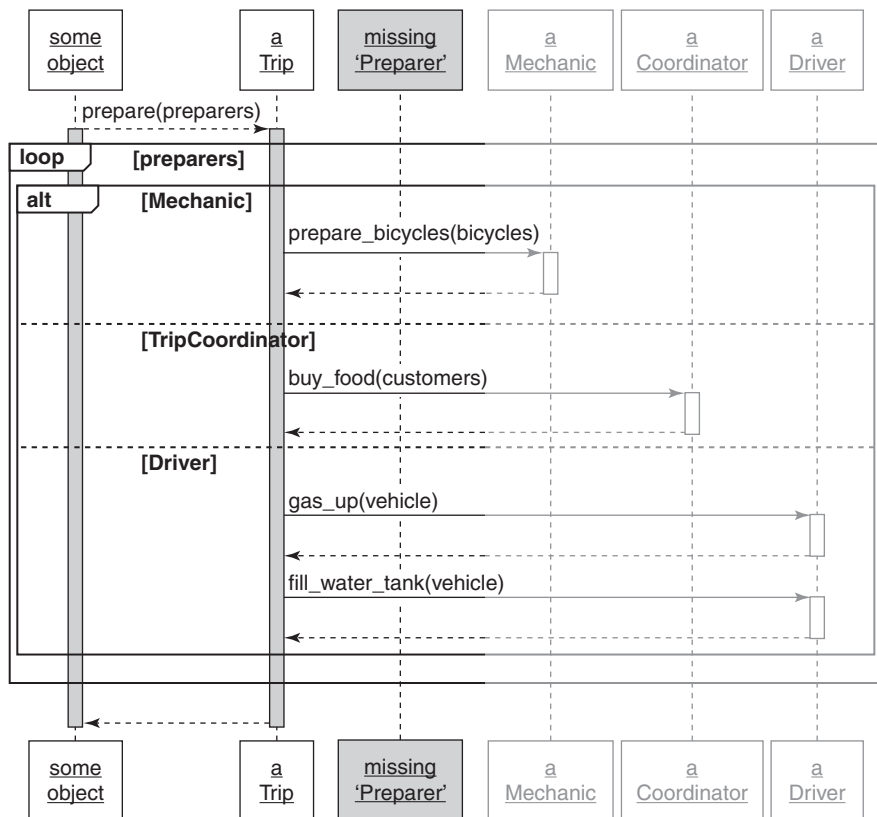 some
object
a
Trip
missing
‘Preparer’
a
Mechanic
a
Coordinator
a
Driver
prepare(preparers)
loop
[preparers]
alt
[Mechanic]
prepare_bicycles(bicycles)
[TripCoordinator]
buy_food(customers)
[Driver]
gas_up(vehicle)
fill_water_tank(vehicle)
some
object
a
Trip
missing
‘Preparer’
a
Mechanic
a
Coordinator
a
Driver